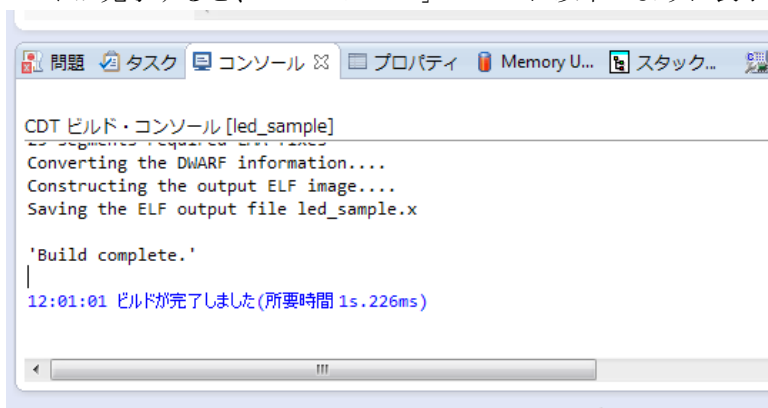 問題 タスク コンソール プロパティ Memory U... スタック...
CDT ビルド・コンソール [led_sample]
Converting the DWARF information....
Constructing the output ELF image....
Saving the ELF output file led_sample.x
'Build complete.'
12:01:01 ビルドが完了しました(所要時間 1s.226ms)